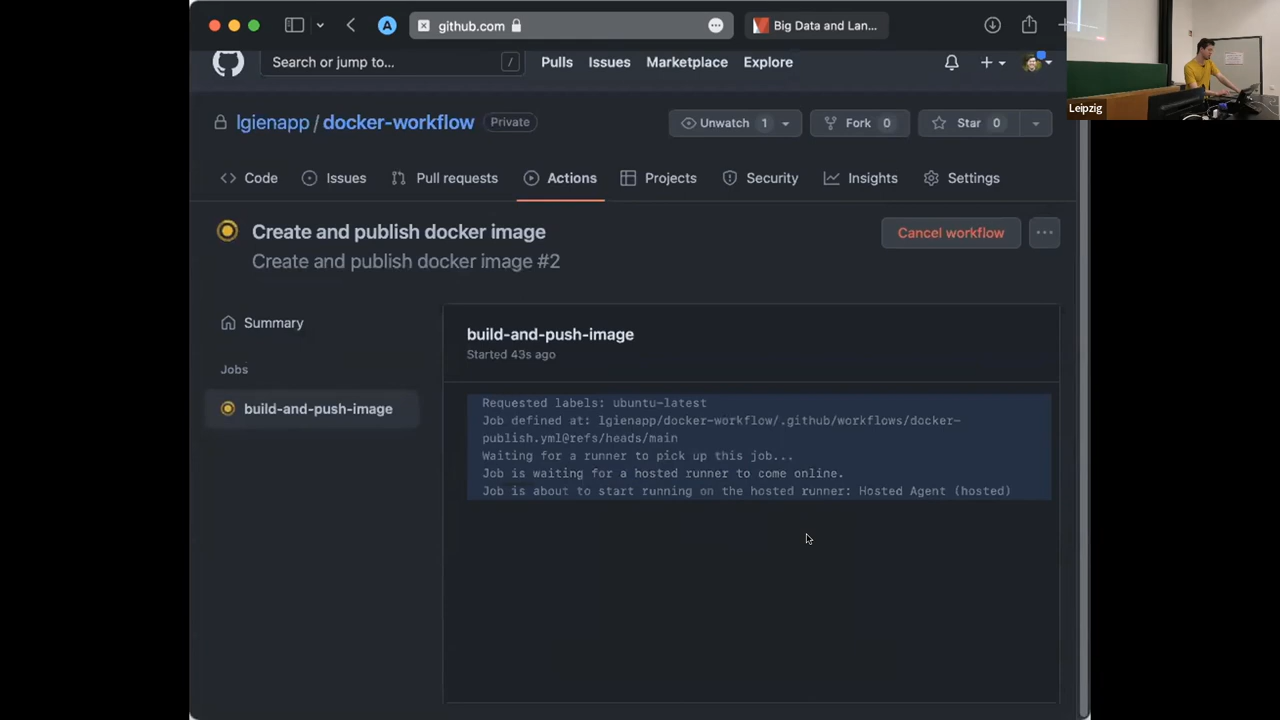 github.com
Big Data and Lan...
Search or jump to... /
Pulls Issues Marketplace Explore
Leipzig
lgienapp / docker-workflow Private
Unwatch 1 Fork 0 Star 0
Code Issues Pull requests Actions Projects Security Insights Settings
Create and publish docker image
Cancel workflow
Create and publish docker image #2
Summary
Jobs
build-and-push-image
build-and-push-image
Started 43s ago
Requested labels: ubuntu-latest
Job defined at: lgienapp/docker-workflow/.github/workflows/docker-
publish.yml@refs/heads/main
Waiting for a runner to pick up this job...
Job is waiting for a hosted runner to come online.
Job is about to start running on the hosted runner: Hosted Agent (hosted)